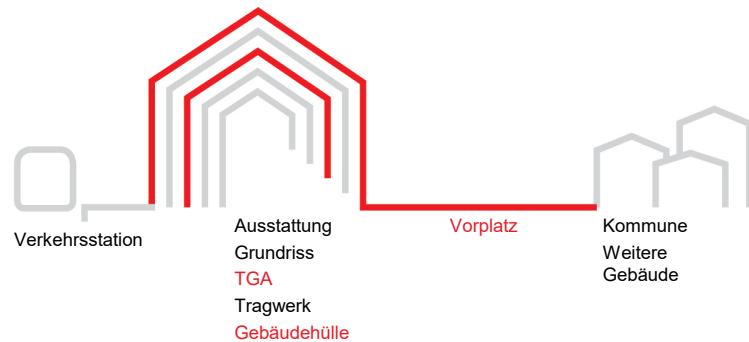 Verkehrsstation
Ausstattung
Grundriss
TGA
Tragwerk
Gebäudehülle
Vorplatz
Kommune
Weitere
Gebäude